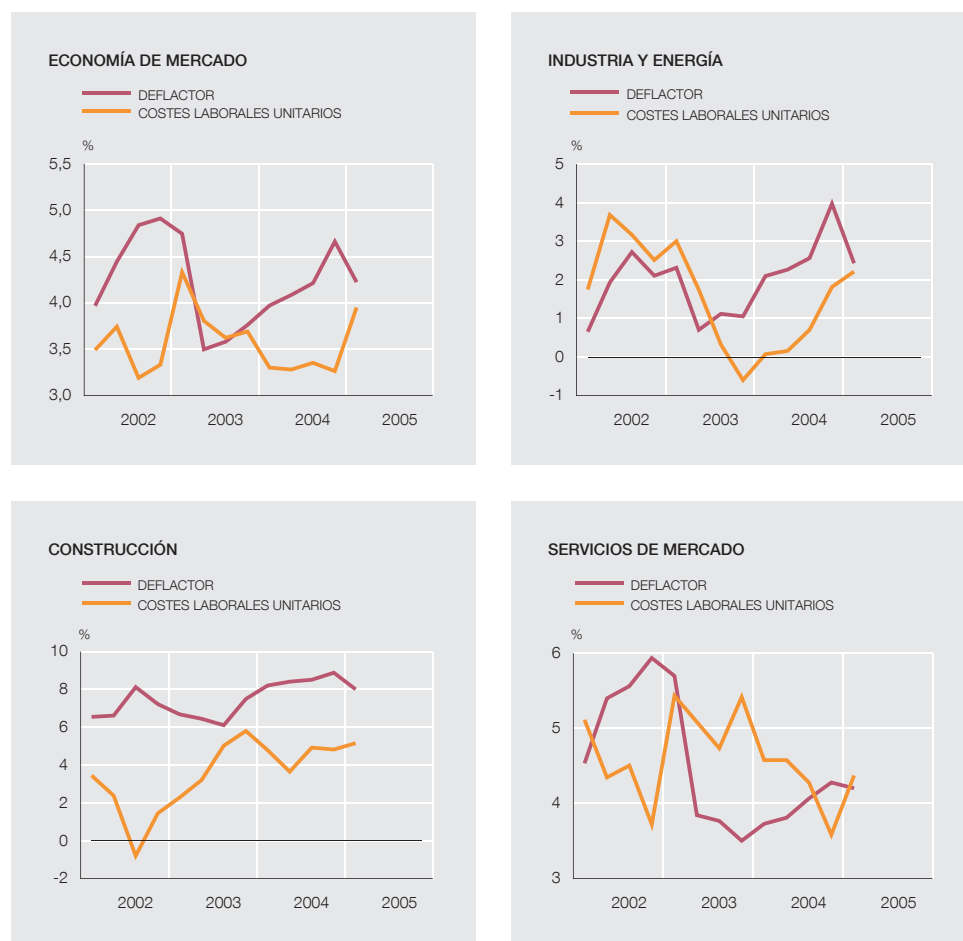 ECONOMÍA DE MERCADO
DEFLACTOR
COSTES LABORALES UNITARIOS
%
5,5
5,0
4,5
4,0
3,5
3,0
2002 2003 2004 2005
INDUSTRIA Y ENERGÍA
DEFLACTOR
COSTES LABORALES UNITARIOS
%
5
4
3
2
1
0
-1
2002 2003 2004 2005
CONSTRUCCIÓN
DEFLACTOR
COSTES LABORALES UNITARIOS
%
10
8
6
4
2
0
-2
2002 2003 2004 2005
SERVICIOS DE MERCADO
DEFLACTOR
COSTES LABORALES UNITARIOS
%
6
5
4
3
2002 2003 2004 2005